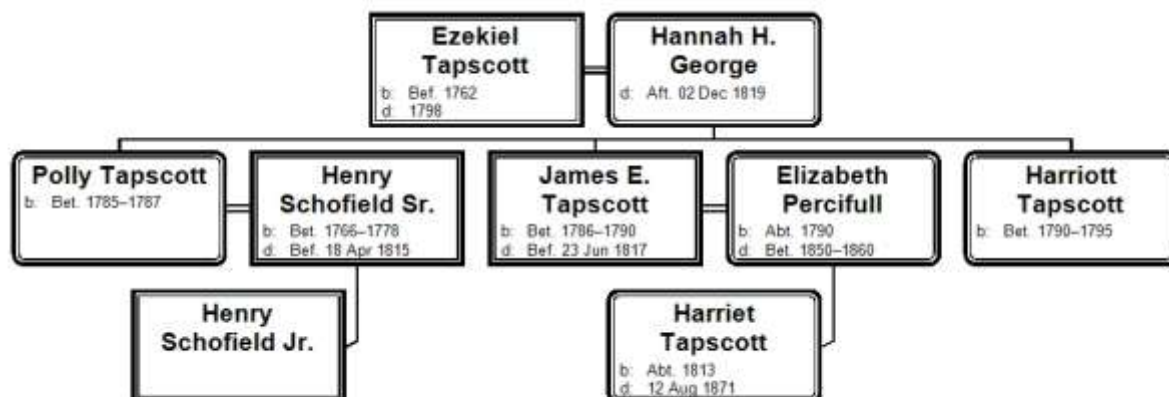 Ezekiel
Tapscott
b: Bef. 1762
d: 1798
Hannah H.
George
d: Aft. 02 Dec 1819
Polly Tapscott
b: Bet. 1785–1787
Henry
Schofield Sr.
b: Bet. 1766–1778
d: Bef. 18 Apr 1815
James E.
Tapscott
b: Bet. 1786–1790
d: Bef. 23 Jun 1817
Elizabeth
Percifull
b: Abt. 1790
d: Bet. 1850–1860
Harriott
Tapscott
b: Bet. 1790–1795
Henry
Schofield Jr.
Harriet
Tapscott
b: Abt. 1813
d: 12 Aug 1871